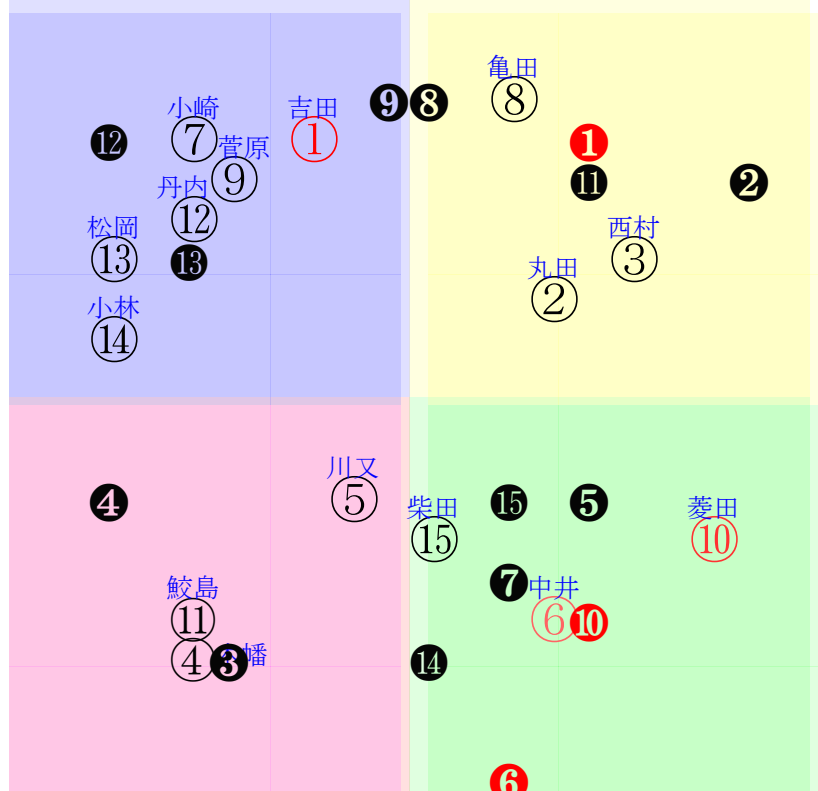 亀田
❾ ❽ ⑧
小崎 吉田
⓬ ⑦ ① ❶
菅原
⑨ ⓫ ❷
丹内
⑫
松岡 西村
⑬ ⓭ ③
丸田
②
小林
⑭
川又
❹ ⑤ ⓯ ❺
柴田 菱田
⑮ ⑩
鮫島 ❼ 中井
⑪ ⑥ ❿
④ ❸ 幡 ⓮
❻